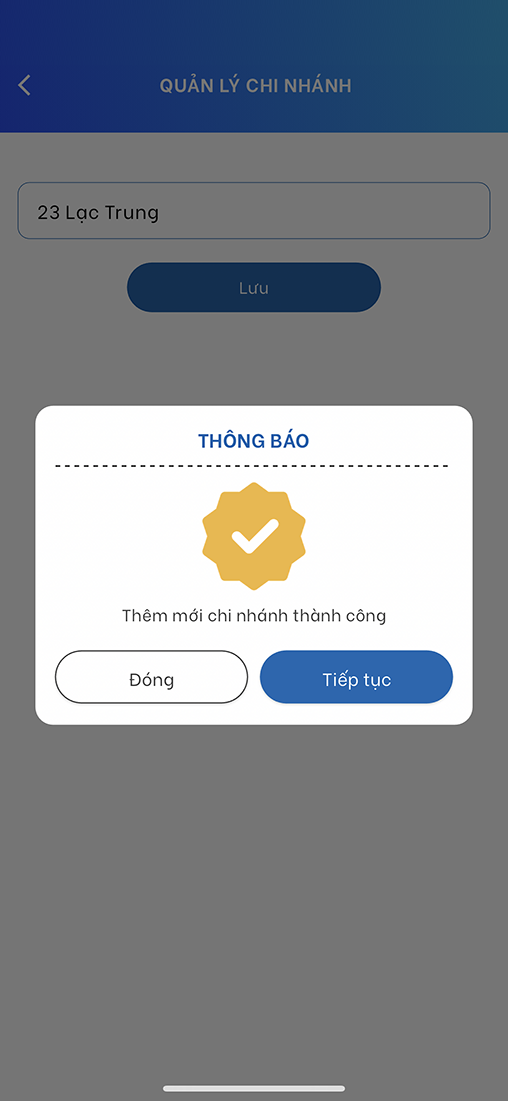 QUẢN LÝ CHI NHÁNH
23 Lạc Trung
Lưu
THÔNG BÁO
Thêm mới chi nhánh thành công
Đóng
Tiếp tục